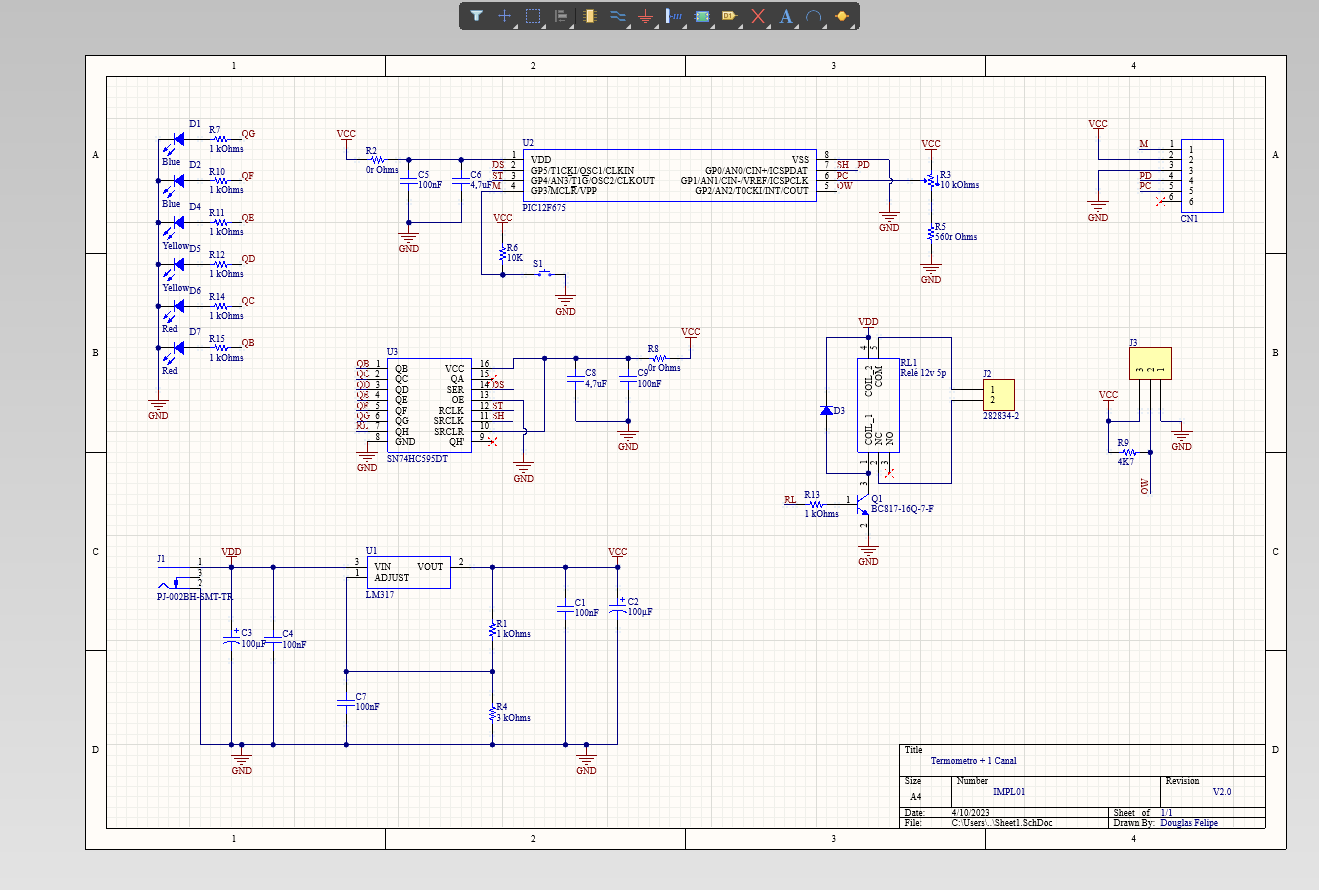 D1
1 2 3 4
A
D1
R7
QG
1 kOhms
Blue
D2
R10
QF
1 kOhms
Blue
D4
R11
QE
1 kOhms
Yellow
D5
R12
QD
1 kOhms
Yellow
D6
R14
QC
1 kOhms
Red
D7
R15
QB
1 kOhms
Red
GND
VCC
R2
0r Ohms
C5
100nF
C6
4,7uF
GND
U2
1 VDD VSS 8
DS 2 GP5/T1CKI/OSC1/CLKIN GP0/AN0/CIN+/ICSPDAT 7 SH PD
ST 3 GP4/AN3/T1G/OSC2/CLKOUT GP1/AN1/CIN-/VREF/ICSPCLK 6 PC
M 4 GP3/MCLR/VPP GP2/AN2/T0CKI/INT/COUT 5 OW
PIC12F675
VCC
R6
10K
S1
GND
GND
VCC
R3
10 kOhms
R5
560r Ohms
GND
VCC
M 1 1
2 2
3 3
PD 4 4
PC 5 5
6 6
GND
CN1
A
B
U3
QB 1 QB VCC 16
QC 2 QC QA 15
QD 3 QD SER 14 DS
QE 4 QE OE 13
QF 5 QF RCLK 12 ST
QG 6 QG SRCLK 11 SH
RL 7 QH SRCLR 10
8 GND QH' 9
SN74HC595DT
GND
GND
C8
4,7uF
C9
100nF
GND
R8
0r Ohms
VCC
VDD
4 5
COIL_2
COM
RL1
Rele 12v 5p
D3
COIL_1
NC
NO
1 2 3
J2
1
2
282834-2
RL
R13
1 kOhms
1
3
2
Q1
BC817-16Q-7-F
GND
J3
3 2 1
VCC
GND
R9
4K7
OW
B
C
J1
1
3
2
PJ-002BH-SMT-TR
VDD
C3
100µF
C4
100nF
U1
3 VIN VOUT 2
1 ADJUST
LM317
R1
1 kOhms
R4
3 kOhms
C7
100nF
C1
100nF
VCC
C2
100µF
GND
GND
C
D
D
Title
Termometro + 1 Canal
Size Number Revision
A4 IMPL01 V2.0
Date: 4/10/2023 Sheet of 1/1
File: C:\Users\..\Sheet1.SchDoc Drawn By: Douglas Felipe
1 2 3 4